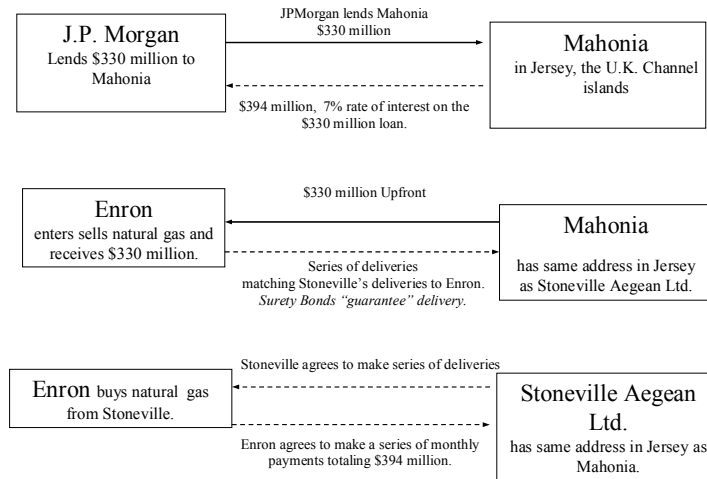 JPMorgan lends Mahonia
$330 million
J.P. Morgan
Lends $330 million to
Mahonia
Mahonia
in Jersey, the U.K. Channel
islands
$394 million, 7% rate of interest on the
$330 million loan.
$330 million Upfront
Enron
enters sells natural gas and
receives $330 million.
Mahonia
has same address in Jersey
as Stoneville Aegean Ltd.
Series of deliveries
matching Stoneville’s deliveries to Enron.
Surety Bonds “guarantee” delivery.
Stoneville agrees to make series of deliveries
Enron buys natural gas
from Stoneville.
Stoneville Aegean
Ltd.
has same address in Jersey as
Mahonia.
Enron agrees to make a series of monthly
payments totaling $394 million.